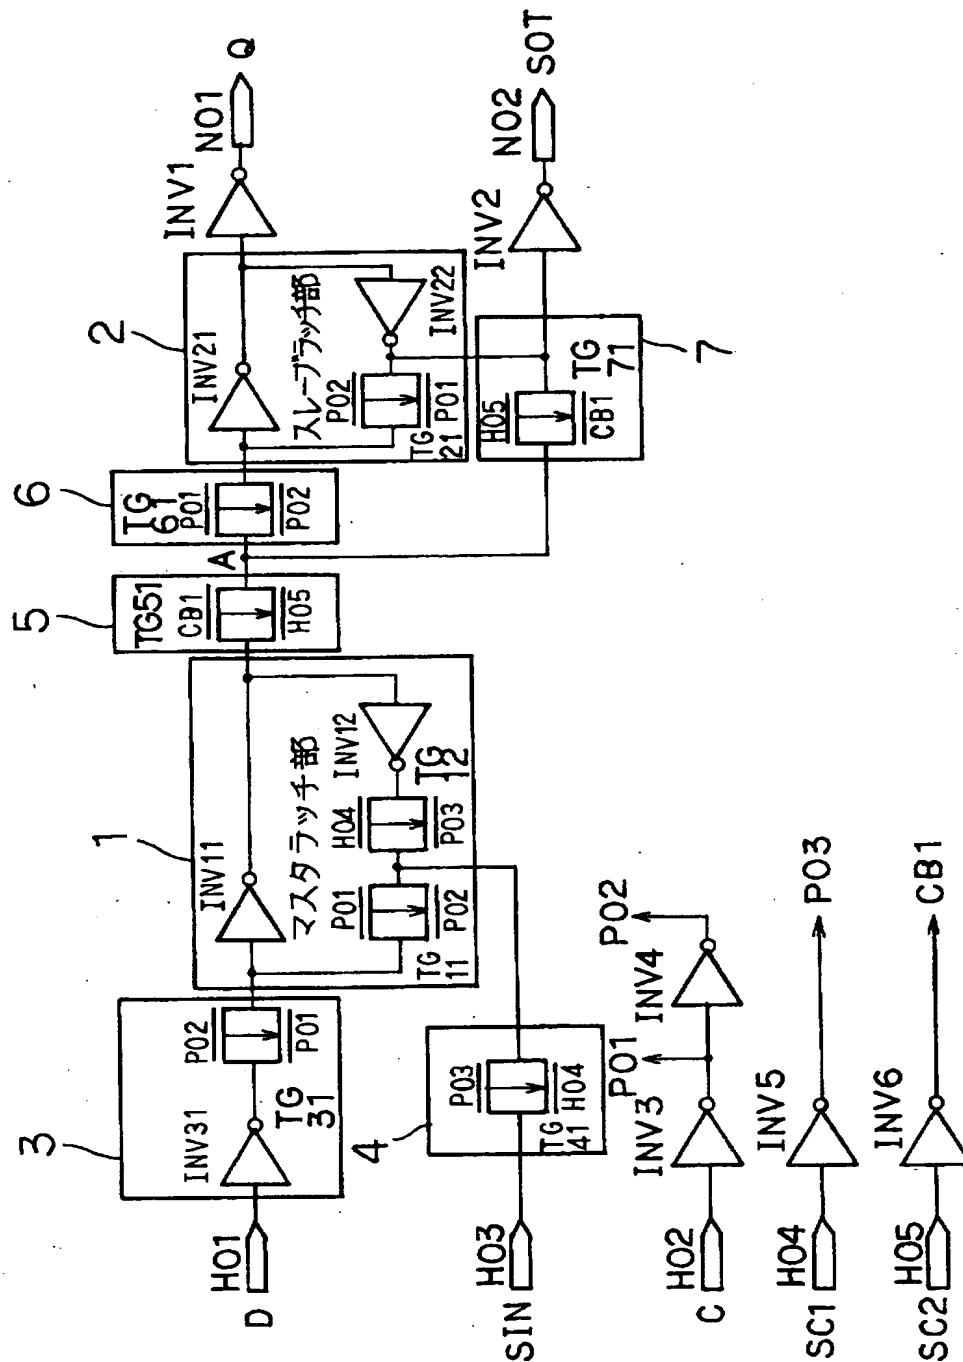 3
INV31
TG
31
P02
P01
H01
D
1
INV11
マスタラッチ部
P01
P02
TG
11
H04
P03
TG
12
INV12
5
TG51
CB1
H05
A
6
TG
61
P01
P02
2
INV21
スレーブラッチ部
P02
P01
TG
21
INV22
INV1
N01
Q
7
H05
CB1
TG
71
INV2
N02
SOT
4
P03
H04
TG
41
H03
SIN
H02
C
INV3
P01
INV4
P02
H04
SC1
INV5
P03
H05
SC2
INV6
CB1